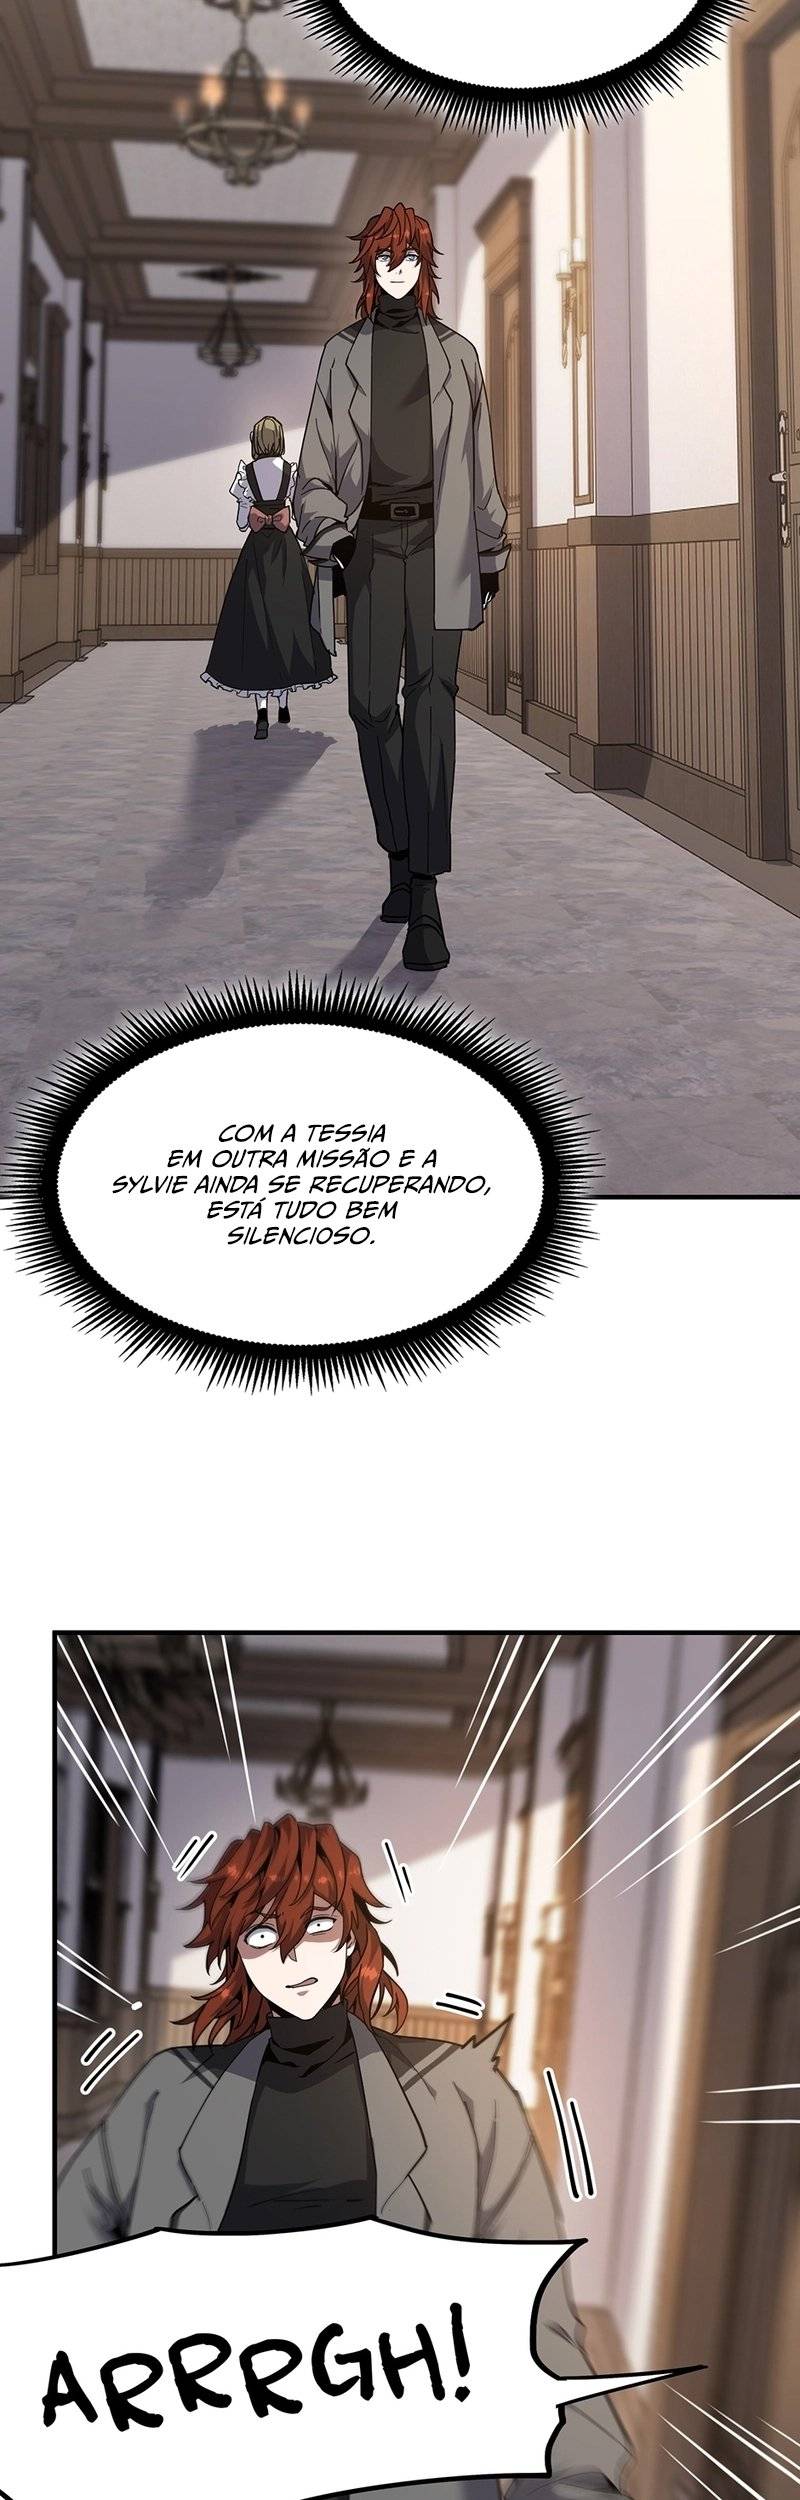 COM A TESSIA
EM OUTRA MISSÃO E A
SYLVIE AINDA SE RECUPERANDO,
ESTÁ TUDO BEM
SILENCIOSO.
ARRRGH!